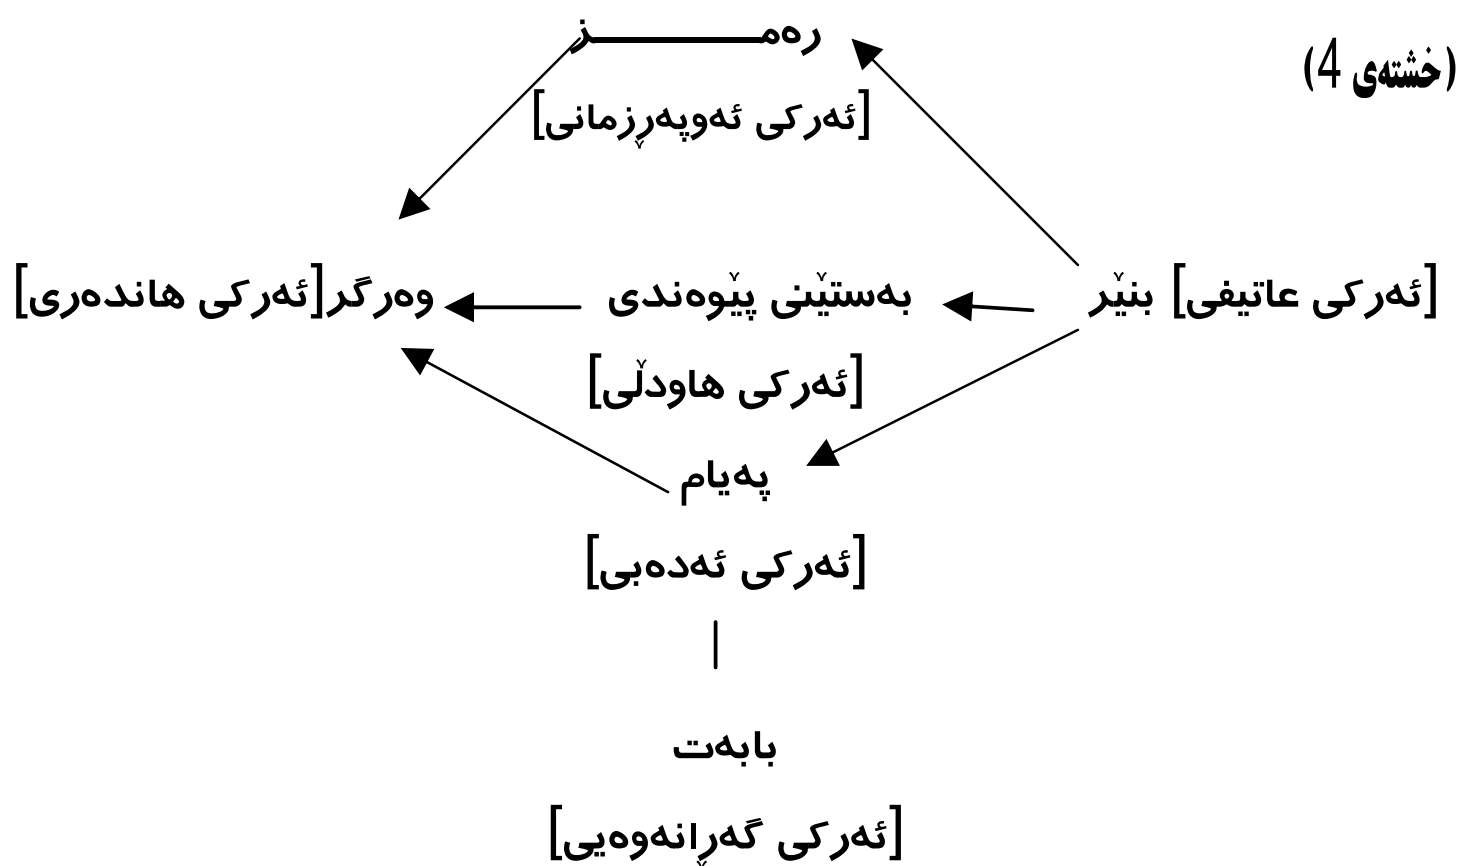 (خشتەی 4)
رەمــــــــز
[ئەرکی ئەوپەڕزمانی]
[ئەرکی عاتیفی] بنێر
بەستێنی پێوەندی
وەرگر[ئەرکی هاندەری]
[ئەرکی هاودڵی]
پەیام
[ئەرکی ئەدەبی]
بابەت
[ئەرکی گەڕانەوەیی]